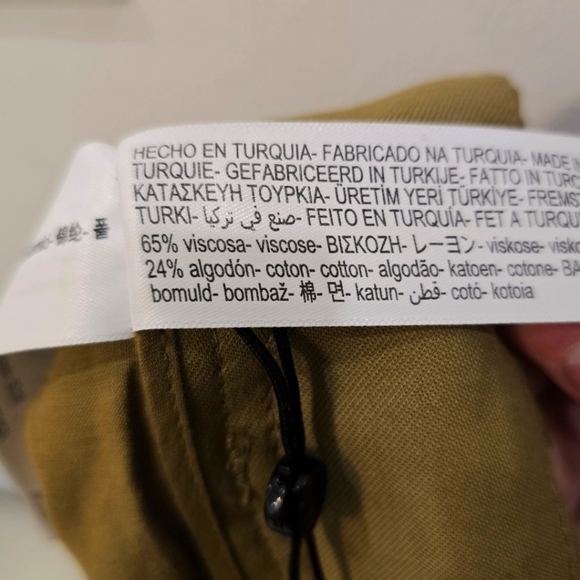 HECHO EN TURQUIA- FABRICADO NA TURQUIA- MADE IN
TURQUIE- GEFABRICEERD IN TURKIJE- FATTO IN TURC
ΚΑΤΑΣΚΕΥΗ ΤΟΥΡΚΙΑ- ÜRETİM YERİ TÜRKİYE- FREMST
TURKI- صنع في تركيا- FEITO EN TURQUÍA- FET A TURQU
65% viscosa- viscose- ΒΙΣΚΟΖΗ- レーヨン- viskose- visko
24% algodón- coton- cotton- algodão- katoen- cotone- BA
bomuld- bombaž- 棉- 면- katun- قطن- cotó- kotoia